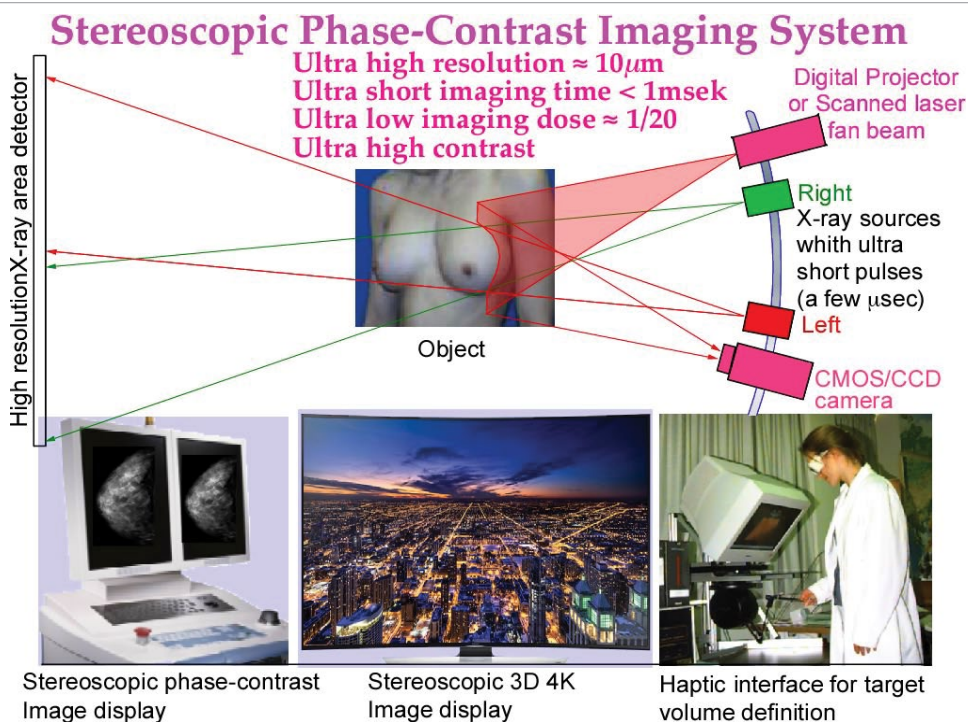 Stereoscopic Phase-Contrast Imaging System
Ultra high resolution ≈ 10μm
Ultra short imaging time < 1msek
Ultra low imaging dose ≈ 1/20
Ultra high contrast
Digital Projector
or Scanned laser
fan beam
High resolutionX-ray area detector
Right
X-ray sources
whith ultra
short pulses
(a few μsec)
Left
Object
CMOS/CCD
camera
Stereoscopic phase-contrast
Image display
Stereoscopic 3D 4K
Image display
Haptic interface for target
volume definition